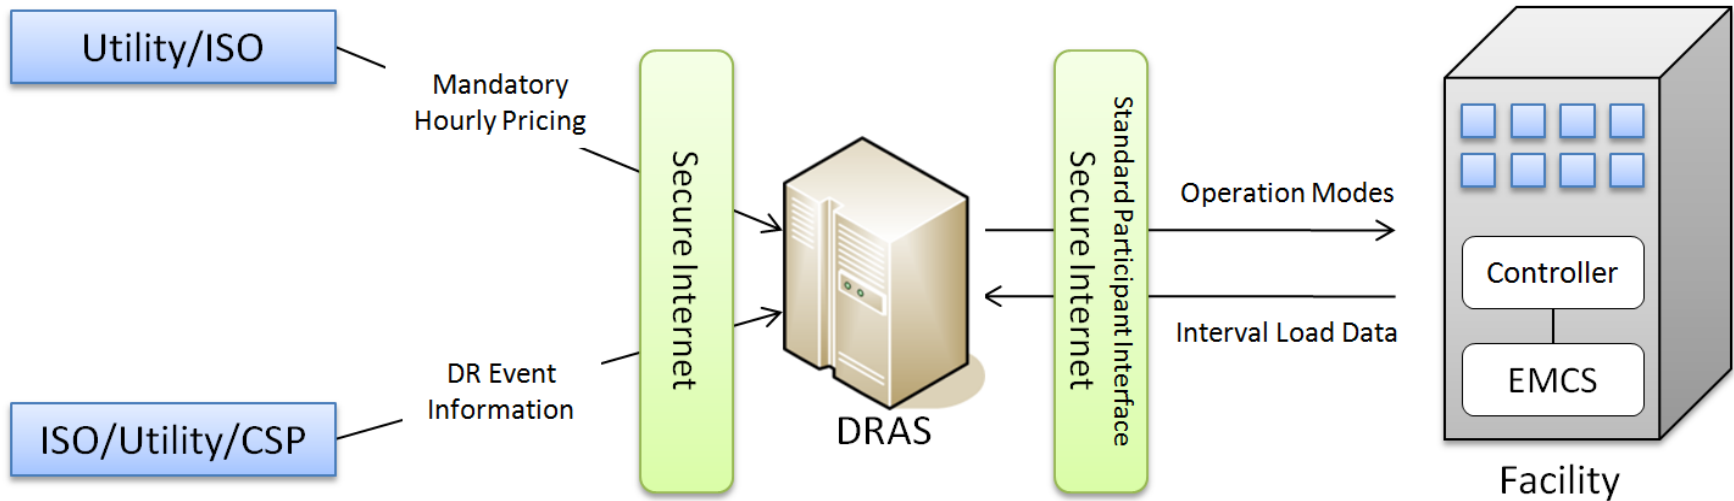 Utility/ISO
Mandatory
Hourly Pricing
ISO/Utility/CSP
DR Event
Information
Secure Internet
DRAS
Standard Participant Interface
Secure Internet
Operation Modes
Interval Load Data
Controller
EMCS
Facility